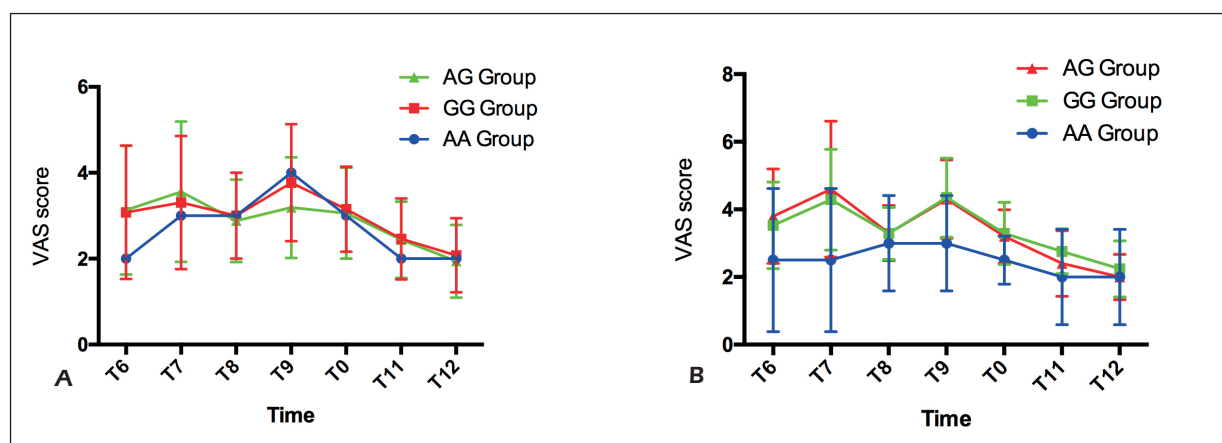 AG Group
GG Group
AA Group
VAS score
6
4
2
0
T6
T7
T8
T9
T0
T11
T12
Time
A
AG Group
GG Group
AA Group
VAS score
8
6
4
2
0
T6
T7
T8
T9
T0
T11
T12
Time
B